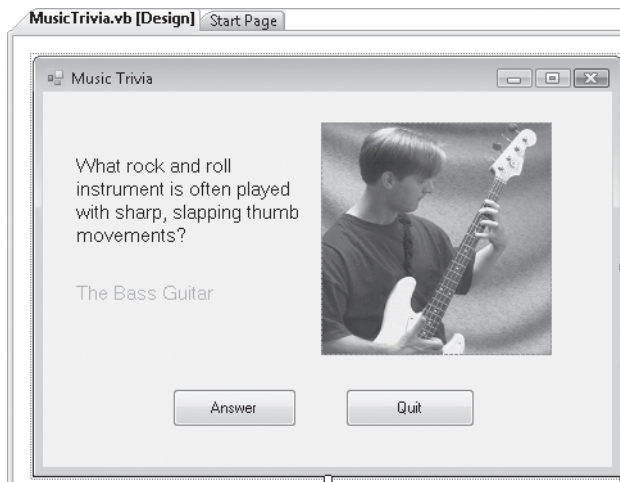 MusicTrivia.vb [Design] Start Page
Music Trivia
What rock and roll
instrument is often played
with sharp, slapping thumb
movements?
The Bass Guitar
Answer Quit